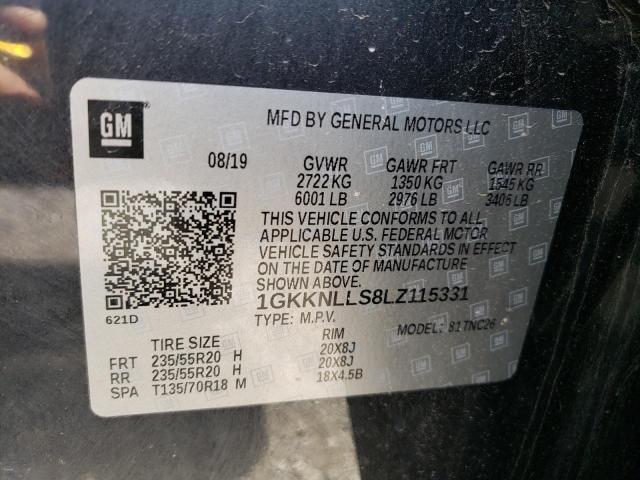 GM
MFD BY GENERAL MOTORS LLC
08/19 GVWR GAWR FRT GAWR RR
2722 KG 1350 KG 1545 KG
6001 LB 2976 LB 3406 LB
THIS VEHICLE CONFORMS TO ALL
APPLICABLE U.S. FEDERAL MOTOR
VEHICLE SAFETY STANDARDS IN EFFECT
ON THE DATE OF MANUFACTURE
SHOWN ABOVE.
1GKKNLLS8LZ115331
621D
TYPE: M.P.V. MODEL: 81TNC26
TIRE SIZE RIM
FRT 235/55R20 H 20X8J
RR 235/55R20 H 20X8J
SPA T135/70R18 M 18X4.5B